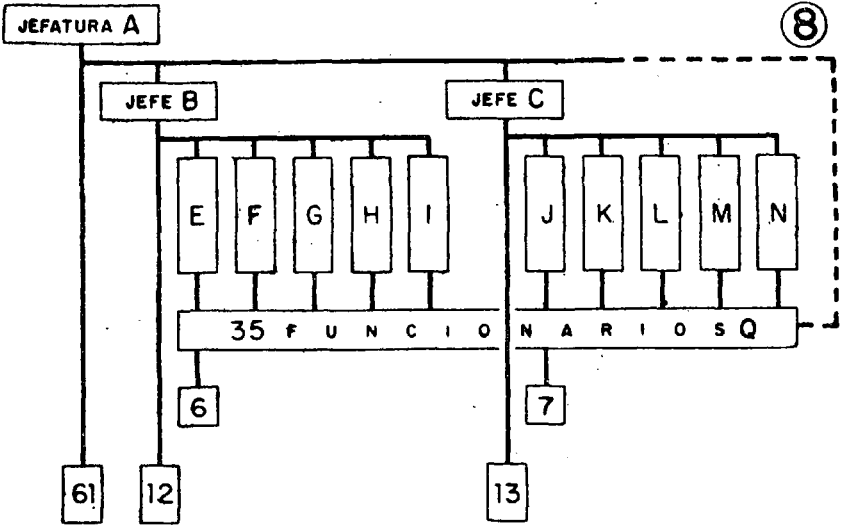 JEFATURA A
8
JEFE B
JEFE C
E F G H I
J K L M N
35 FUNCIONARIOS Q
6
7
61
12
13